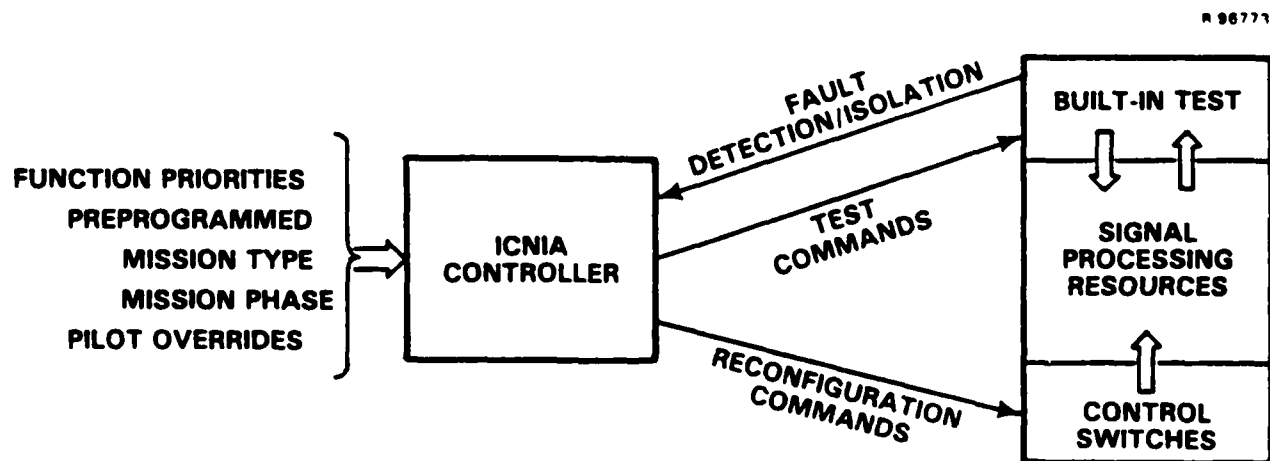 R 96773
FUNCTION PRIORITIES
PREPROGRAMMED
MISSION TYPE
MISSION PHASE
PILOT OVERRIDES
ICNIA
CONTROLLER
FAULT
DETECTION/ISOLATION
TEST
COMMANDS
RECONFIGURATION
COMMANDS
BUILT-IN TEST
SIGNAL
PROCESSING
RESOURCES
CONTROL
SWITCHES